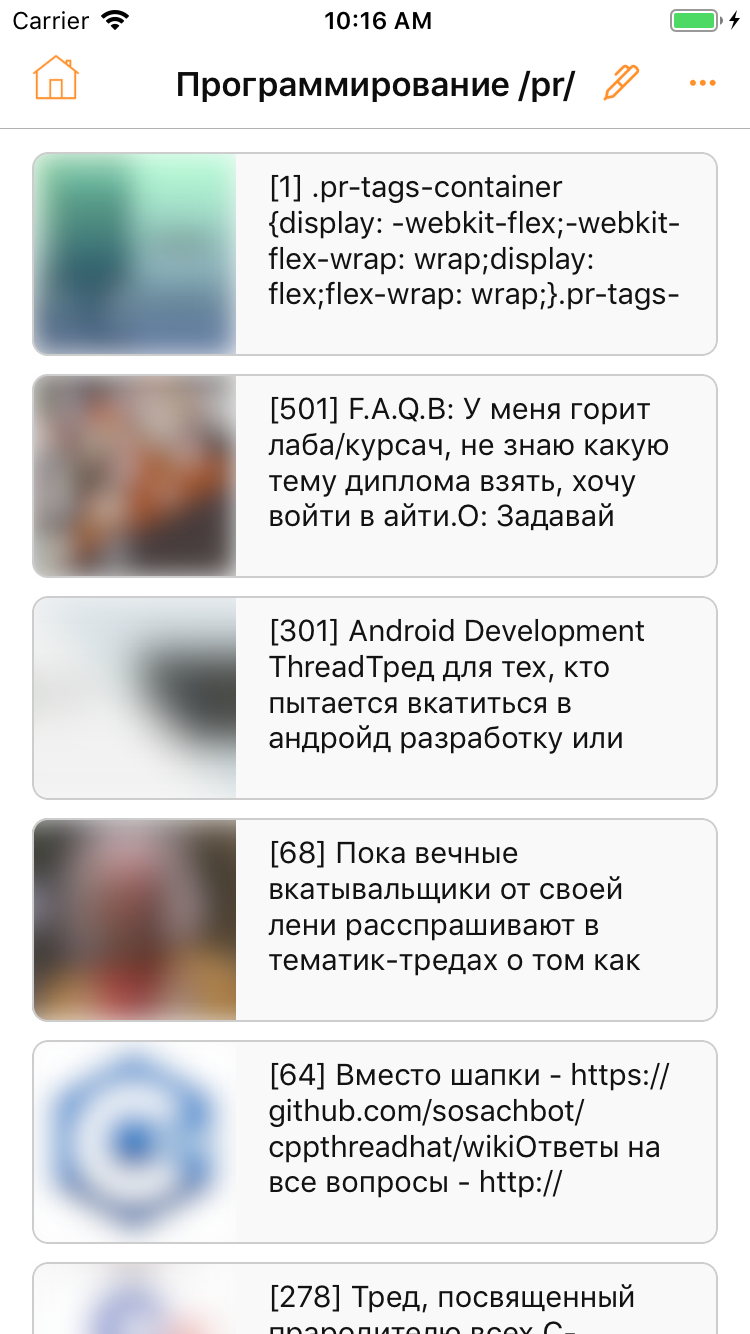 Carrier 10:16 AM
Программирование /pr/
[1] .pr-tags-container
{display: -webkit-flex;-webkit-
flex-wrap: wrap;display:
flex;flex-wrap: wrap;}.pr-tags-
[501] F.A.Q.В: У меня горит
лаба/курсач, не знаю какую
тему диплома взять, хочу
войти в айти.О: Задавай
[301] Android Development
ThreadТред для тех, кто
пытается вкатиться в
андройд разработку или
[68] Пока вечные
вкатывальщики от своей
лени расспрашивают в
тематик-тредах о том как
[64] Вместо шапки - https://
github.com/sosachbot/
cppthreadhat/wikiОтветы на
все вопросы - http://
[278] Тред, посвященный
прародителю всех C-